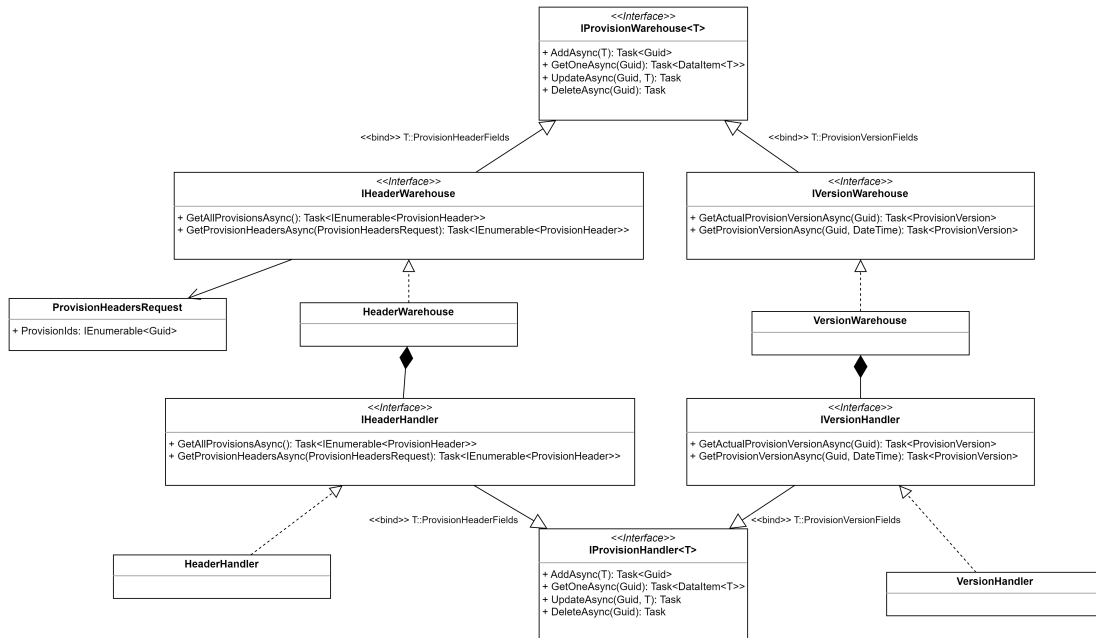 <<Interface>>
IProvisionWarehouse<T>
+ AddAsync(T): Task<Guid>
+ GetOneAsync(Guid): Task<DataItem<T>>
+ UpdateAsync(Guid, T): Task
+ DeleteAsync(Guid): Task
<<bind>> T::ProvisionHeaderFields
<<bind>> T::ProvisionVersionFields
<<Interface>>
IHeaderWarehouse
+ GetAllProvisionsAsync(): Task<IEnumerable<ProvisionHeader>>
+ GetProvisionHeadersAsync(ProvisionHeadersRequest): Task<IEnumerable<ProvisionHeader>>
<<Interface>>
IVersionWarehouse
+ GetActualProvisionVersionAsync(Guid): Task<ProvisionVersion>
+ GetProvisionVersionAsync(Guid, DateTime): Task<ProvisionVersion>
ProvisionHeadersRequest
+ ProvisionIds: IEnumerable<Guid>
HeaderWarehouse
VersionWarehouse
<<Interface>>
IHeaderHandler
+ GetAllProvisionsAsync(): Task<IEnumerable<ProvisionHeader>>
+ GetProvisionHeadersAsync(ProvisionHeadersRequest): Task<IEnumerable<ProvisionHeader>>
<<Interface>>
IVersionHandler
+ GetActualProvisionVersionAsync(Guid): Task<ProvisionVersion>
+ GetProvisionVersionAsync(Guid, DateTime): Task<ProvisionVersion>
<<bind>> T::ProvisionHeaderFields
<<bind>> T::ProvisionVersionFields
HeaderHandler
<<Interface>>
IProvisionHandler<T>
+ AddAsync(T): Task<Guid>
+ GetOneAsync(Guid): Task<DataItem<T>>
+ UpdateAsync(Guid, T): Task
+ DeleteAsync(Guid): Task
VersionHandler